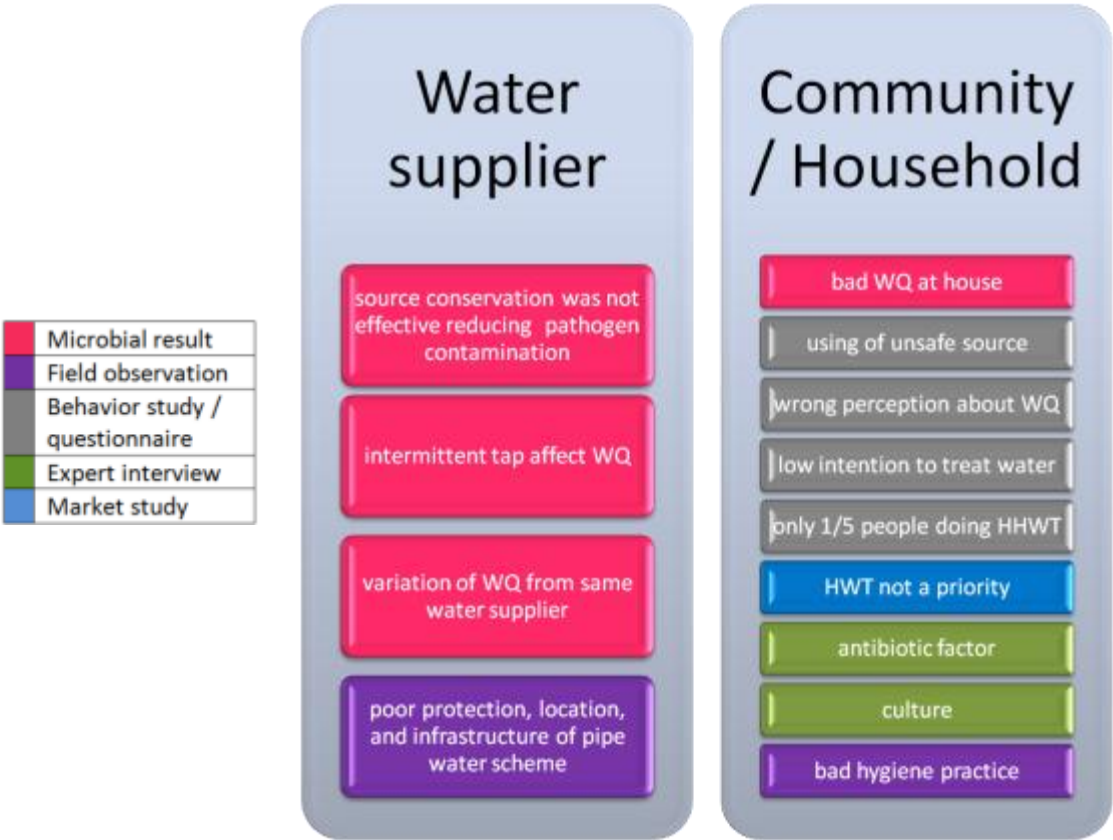 Microbial result
Field observation
Behavior study /
questionnaire
Expert interview
Market study
Water
supplier
source conservation was not
effective reducing pathogen
contamination
intermittent tap affect WQ
variation of WQ from same
water supplier
poor protection, location,
and infrastructure of pipe
water scheme
Community
/ Household
bad WQ at house
using of unsafe source
wrong perception about WQ
low intention to treat water
only 1/5 people doing HHWT
HWT not a priority
antibiotic factor
culture
bad hygiene practice